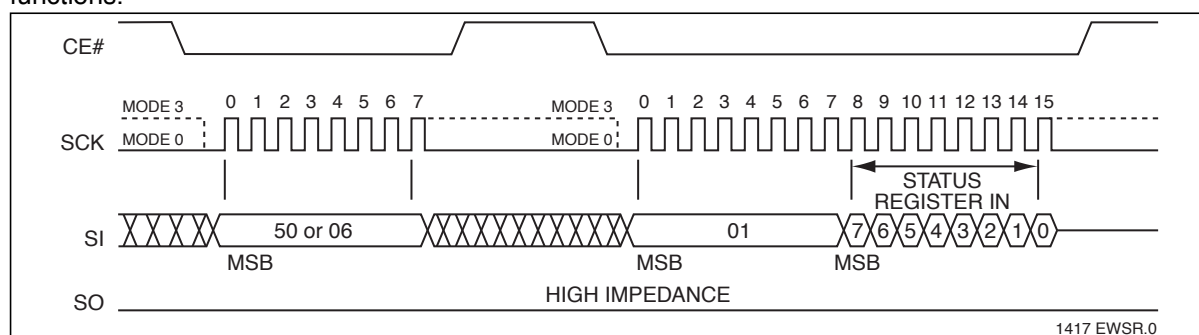 functions.
CE#
MODE 3 0 1 2 3 4 5 6 7 MODE 3 0 1 2 3 4 5 6 7 8 9 10 11 12 13 14 15
SCK MODE 0 MODE 0
STATUS
REGISTER IN
SI 50 or 06 01 7 6 5 4 3 2 1 0
MSB MSB MSB
HIGH IMPEDANCE
SO
1417 EWSR.0